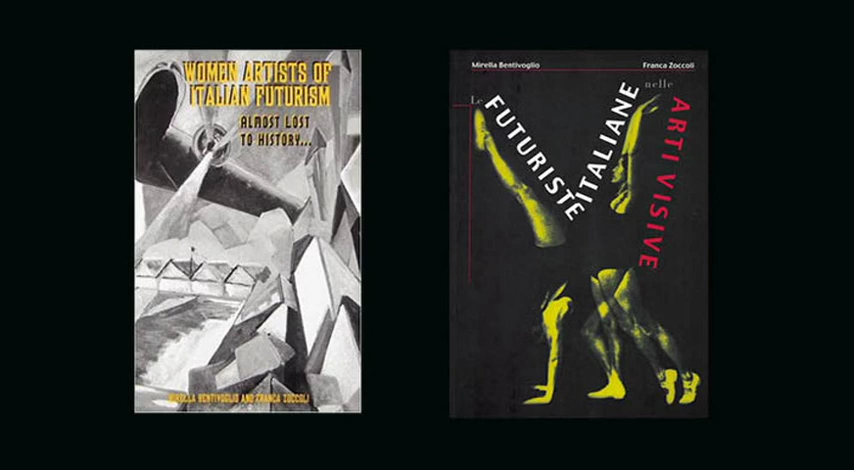 WOMEN ARTISTS OF
ITALIAN FUTURISM
ALMOST LOST
TO HISTORY...
MIRELLA BENTIVOGLIO AND FRANCA ZOCCOLI
Mirella Bentivoglio
Franca Zoccoli
Le
FUTURISTE
ITALIANE
nelle
ARTI VISIVE